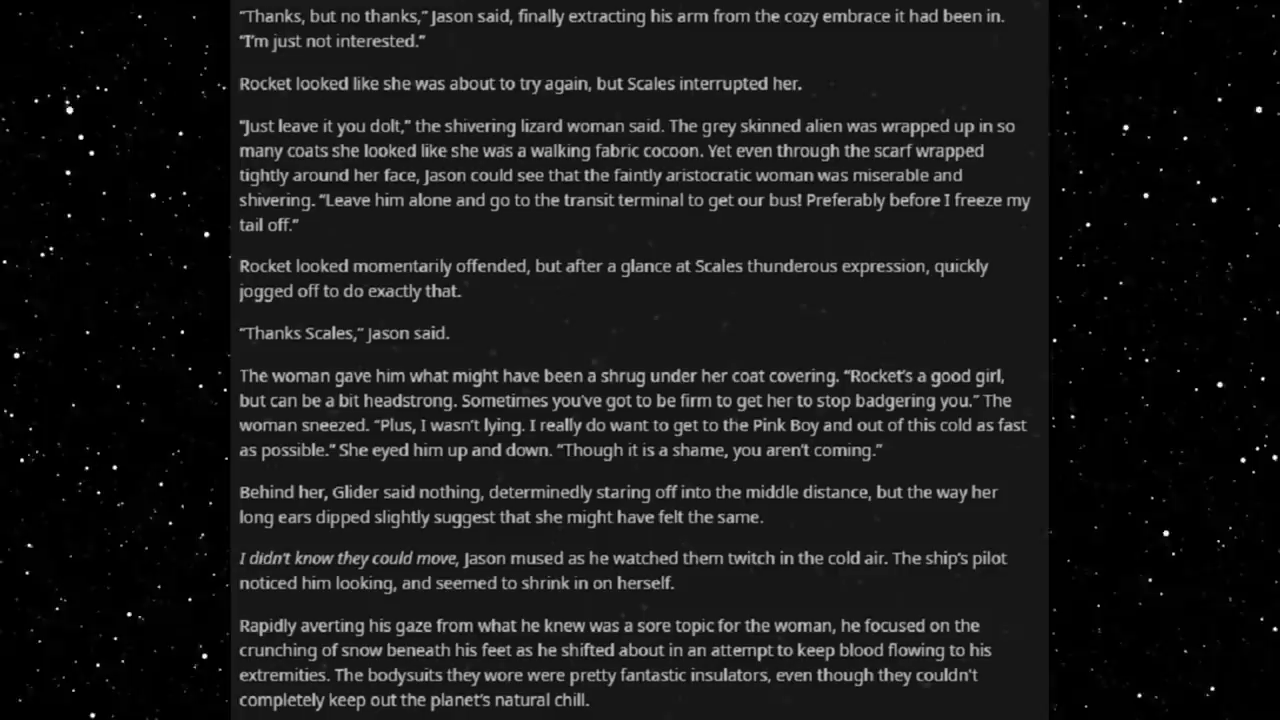 “Thanks, but no thanks,” Jason said, finally extracting his arm from the cozy embrace it had been in.
“I’m just not interested.”
Rocket looked like she was about to try again, but Scales interrupted her.
“Just leave it you dolt,” the shivering lizard woman said. The grey skinned alien was wrapped up in so
many coats she looked like she was a walking fabric cocoon. Yet even through the scarf wrapped
tightly around her face, Jason could see that the faintly aristocratic woman was miserable and
shivering. “Leave him alone and go to the transit terminal to get our bus! Preferably before I freeze my
tail off.”
Rocket looked momentarily offended, but after a glance at Scales thunderous expression, quickly
jogged off to do exactly that.
“Thanks Scales,” Jason said.
The woman gave him what might have been a shrug under her coat covering. “Rocket’s a good girl,
but can be a bit headstrong. Sometimes you’ve got to be firm to get her to stop badgering you.” The
woman sneezed. “Plus, I wasn’t lying. I really do want to get to the Pink Boy and out of this cold as fast
as possible.” She eyed him up and down. “Though it is a shame, you aren’t coming.”
Behind her, Glider said nothing, determinedly staring off into the middle distance, but the way her
long ears dipped slightly suggest that she might have felt the same.
I didn’t know they could move, Jason mused as he watched them twitch in the cold air. The ship’s pilot
noticed him looking, and seemed to shrink in on herself.
Rapidly averting his gaze from what he knew was a sore topic for the woman, he focused on the
crunching of snow beneath his feet as he shifted about in an attempt to keep blood flowing to his
extremities. The bodysuits they wore were pretty fantastic insulators, even though they couldn’t
completely keep out the planet’s natural chill.